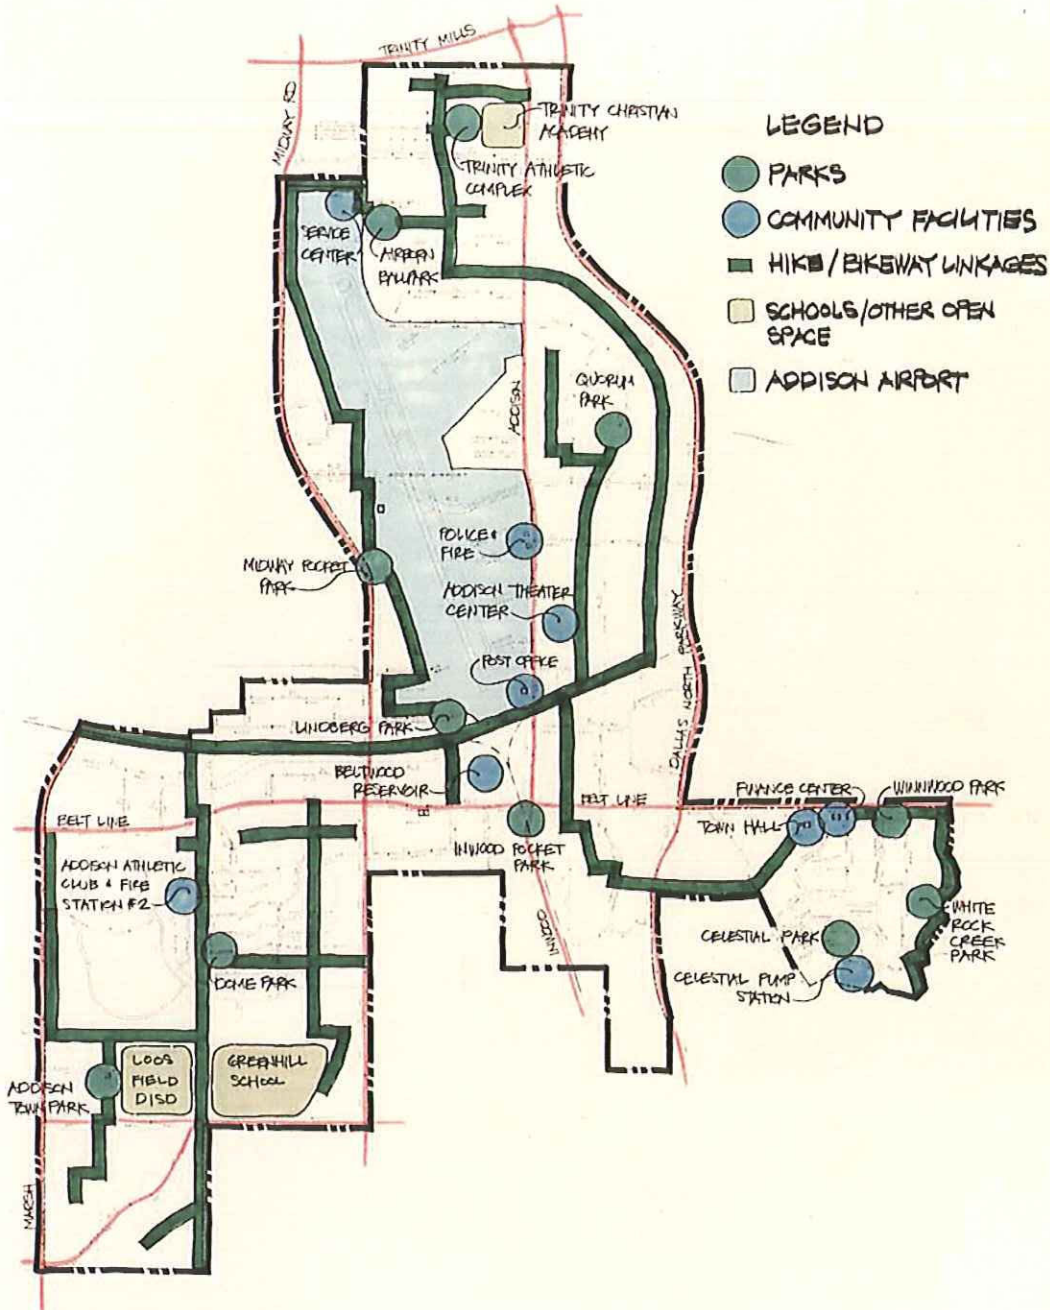 TRINITY MILLS
MIDWAY RD
TRINITY CHRISTIAN
ACADEMY
TRINITY ATHLETIC
COMPLEX
SERVICE
CENTER
AIRBORN
BALLPARK
LEGEND
PARKS
COMMUNITY FACILITIES
HIKE/BIKEWAY LINKAGES
SCHOOLS/OTHER OPEN
SPACE
ADDISON AIRPORT
ADDISON
QUORUM
PARK
POLICE &
FIRE
MIDWAY POCKET
PARK
ADDISON THEATER
CENTER
POST OFFICE
DALLAS NORTH PARKWAY
LINDBERG PARK
BELTWOOD
RESERVOIR
BELT LINE
FINANCE CENTER
WINNWOOD PARK
TOWN HALL
BELT LINE
INWOOD POCKET
PARK
ADDISON ATHLETIC
CLUB & FIRE
STATION #2
WHITE
ROCK
CREEK
PARK
CELESTIAL PARK
INWOOD
DOME PARK
CELESTIAL PUMP
STATION
LOOS
FIELD
DISD
GREENHILL
SCHOOL
ADDISON
TOWN PARK
MARSH